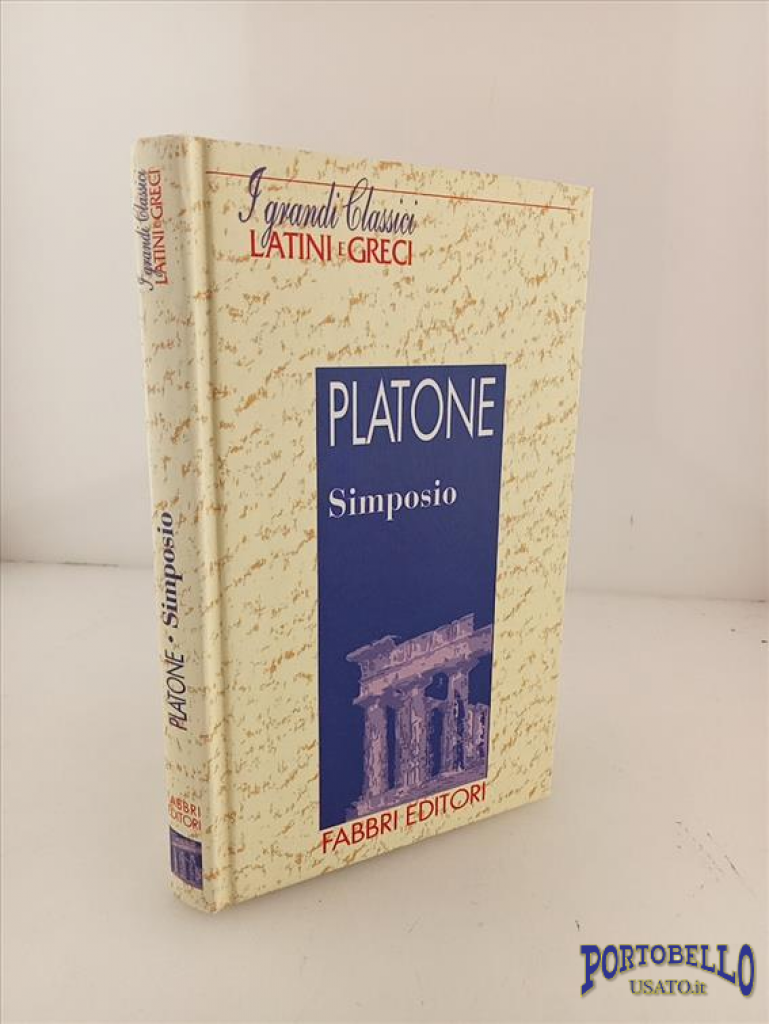 I grandi Classici
LATINI E GRECI
PLATONE
Simposio
FABBRI EDITORI
I grandi Classici
LATINI E GRECI
PLATONE • Simposio
FABBRI
EDITORI
PORTOBELLO
USATO.it